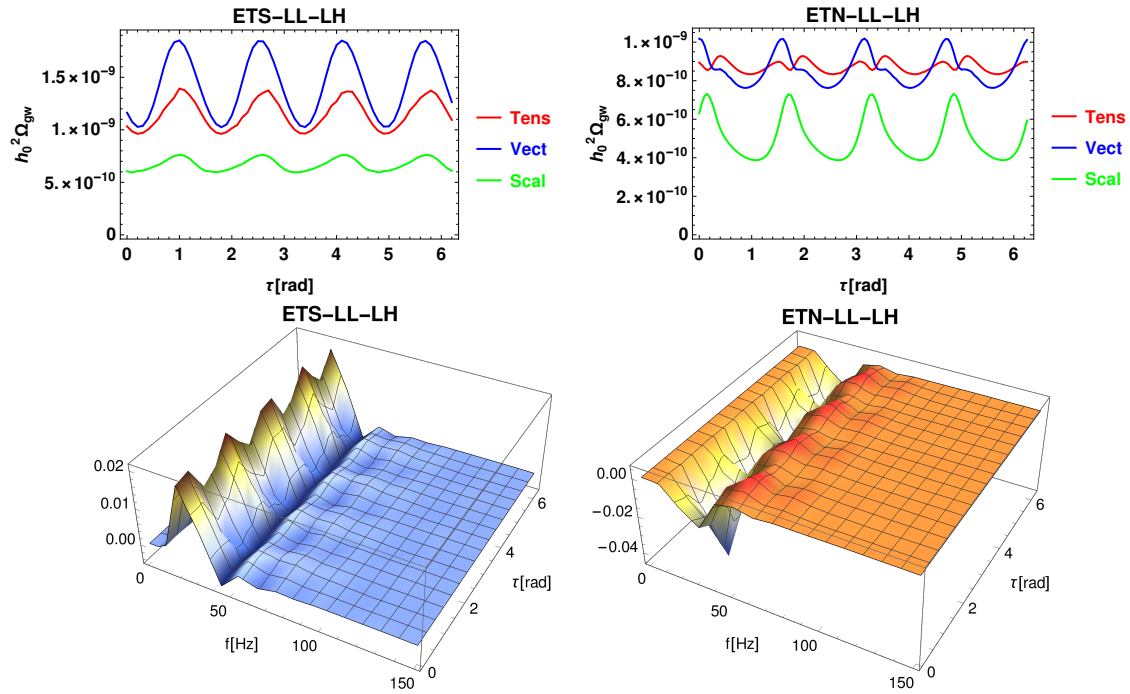 ETS–LL–LH
1.5×10⁻⁹
1.×10⁻⁹
5.×10⁻¹⁰
0
h₀²Ωgw
0 1 2 3 4 5 6
τ[rad]
Tens
Vect
Scal
ETN–LL–LH
1.×10⁻⁹
8.×10⁻¹⁰
6.×10⁻¹⁰
4.×10⁻¹⁰
2.×10⁻¹⁰
0
h₀²Ωgw
0 1 2 3 4 5 6
τ[rad]
Tens
Vect
Scal
ETS–LL–LH
0.02
0.01
0.00
0
50
100
150
f[Hz]
0
2
4
6
τ[rad]
ETN–LL–LH
0.00
−0.02
−0.04
0
50
100
150
f[Hz]
0
2
4
6
τ[rad]